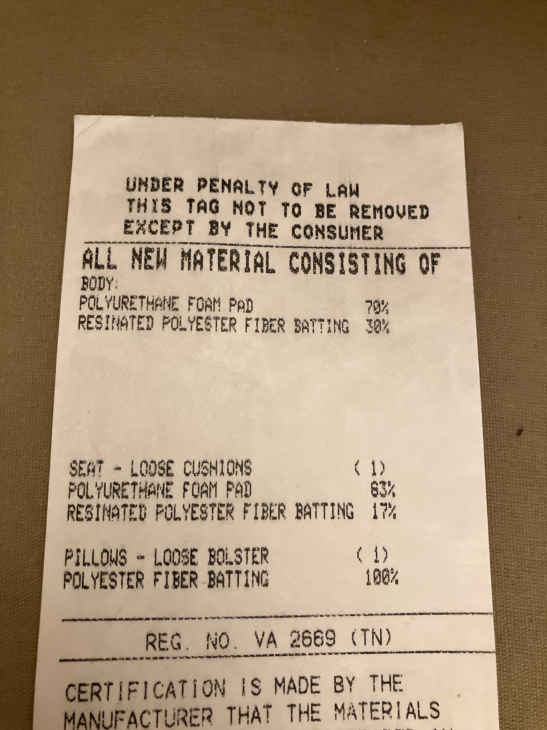 UNDER PENALTY OF LAW
THIS TAG NOT TO BE REMOVED
EXCEPT BY THE CONSUMER
ALL NEW MATERIAL CONSISTING OF
BODY:
POLYURETHANE FOAM PAD 70%
RESINATED POLYESTER FIBER BATTING 30%
SEAT - LOOSE CUSHIONS ( 1)
POLYURETHANE FOAM PAD 83%
RESINATED POLYESTER FIBER BATTING 17%
PILLOWS - LOOSE BOLSTER ( 1)
POLYESTER FIBER BATTING 100%
REG. NO. VA 2669 (TN)
CERTIFICATION IS MADE BY THE
MANUFACTURER THAT THE MATERIALS